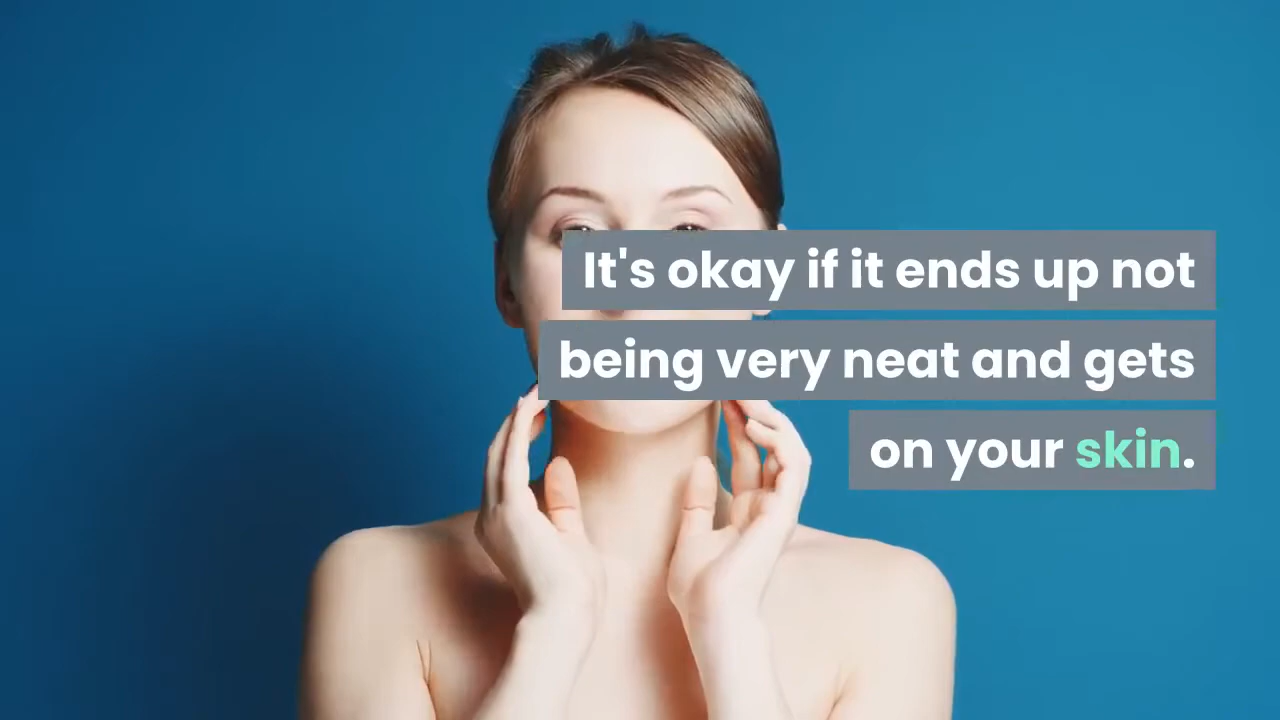 It's okay if it ends up not
being very neat and gets
on your skin.